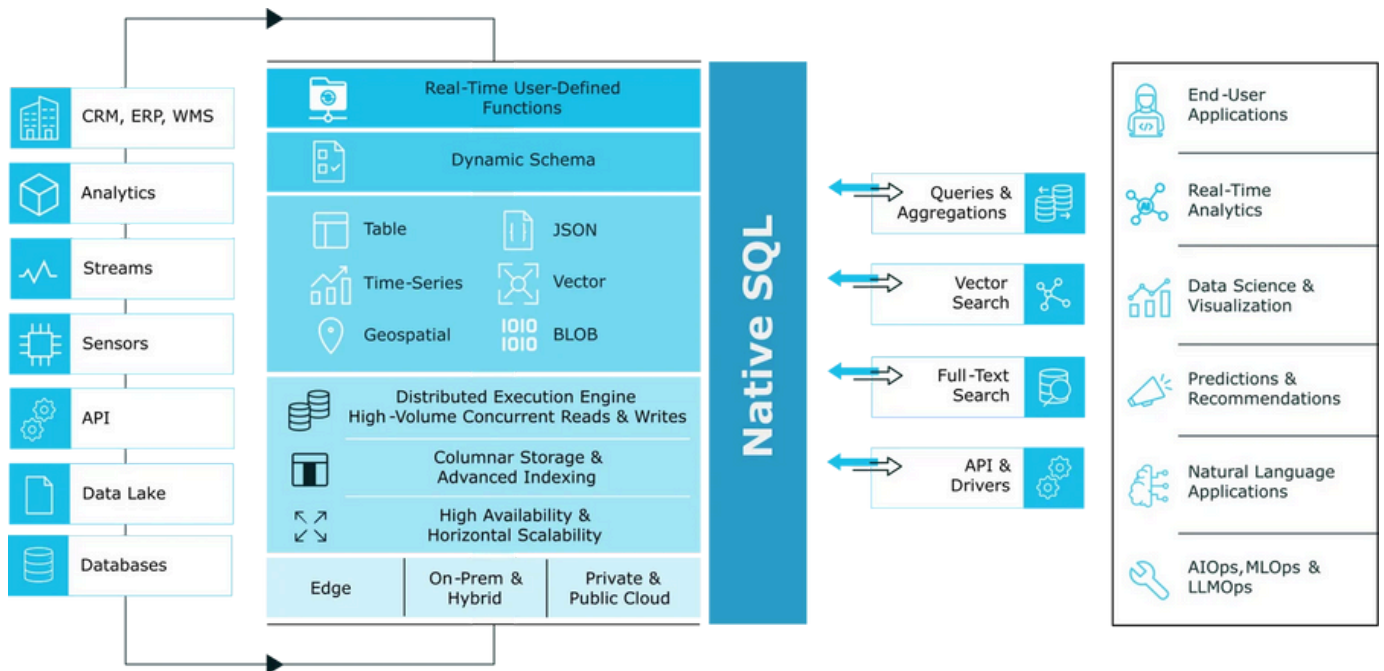 CRM, ERP, WMS
Analytics
Streams
Sensors
API
Data Lake
Databases
Real-Time User-Defined
Functions
Dynamic Schema
Table
JSON
Time-Series
Vector
Geospatial
1010
1010
BLOB
Distributed Execution Engine
High-Volume Concurrent Reads & Writes
Columnar Storage &
Advanced Indexing
High Availability &
Horizontal Scalability
Edge
On-Prem &
Hybrid
Private &
Public Cloud
Native SQL
Queries &
Aggregations
Vector
Search
Full-Text
Search
API &
Drivers
End-User
Applications
AI
Real-Time
Analytics
Data Science &
Visualization
Predictions &
Recommendations
Natural Language
Applications
AIOps,MLOps &
LLMOps